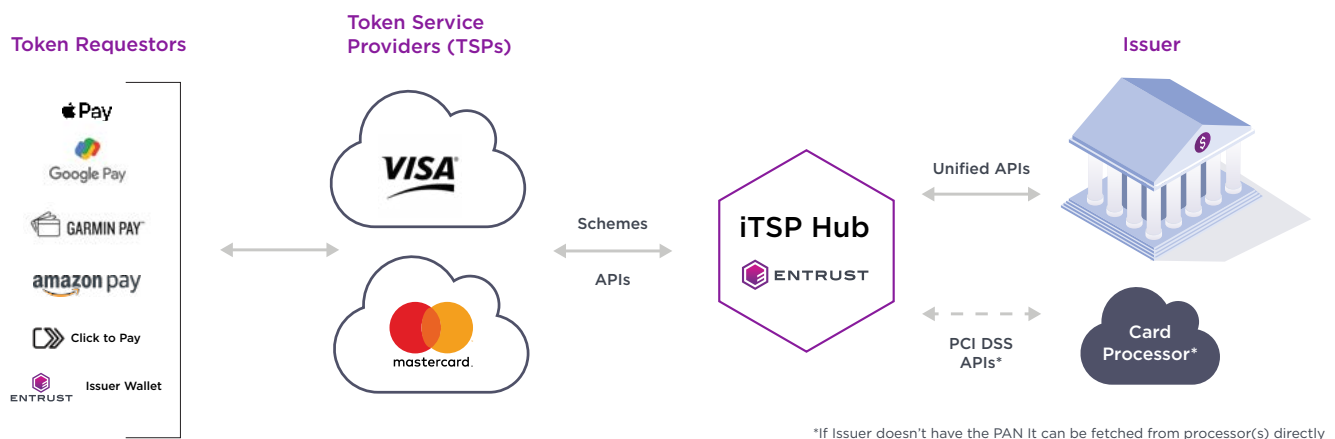 Token Requestors
Pay
Google Pay
GARMIN PAY™
amazon pay
Click to Pay
ENTRUST
Issuer Wallet
Token Service
Providers (TSPs)
VISA®
mastercard.
Schemes
APIs
iTSP Hub
ENTRUST
Unified APIs
PCI DSS
APIs*
Issuer
$
Card
Processor*
*If Issuer doesn't have the PAN It can be fetched from processor(s) directly